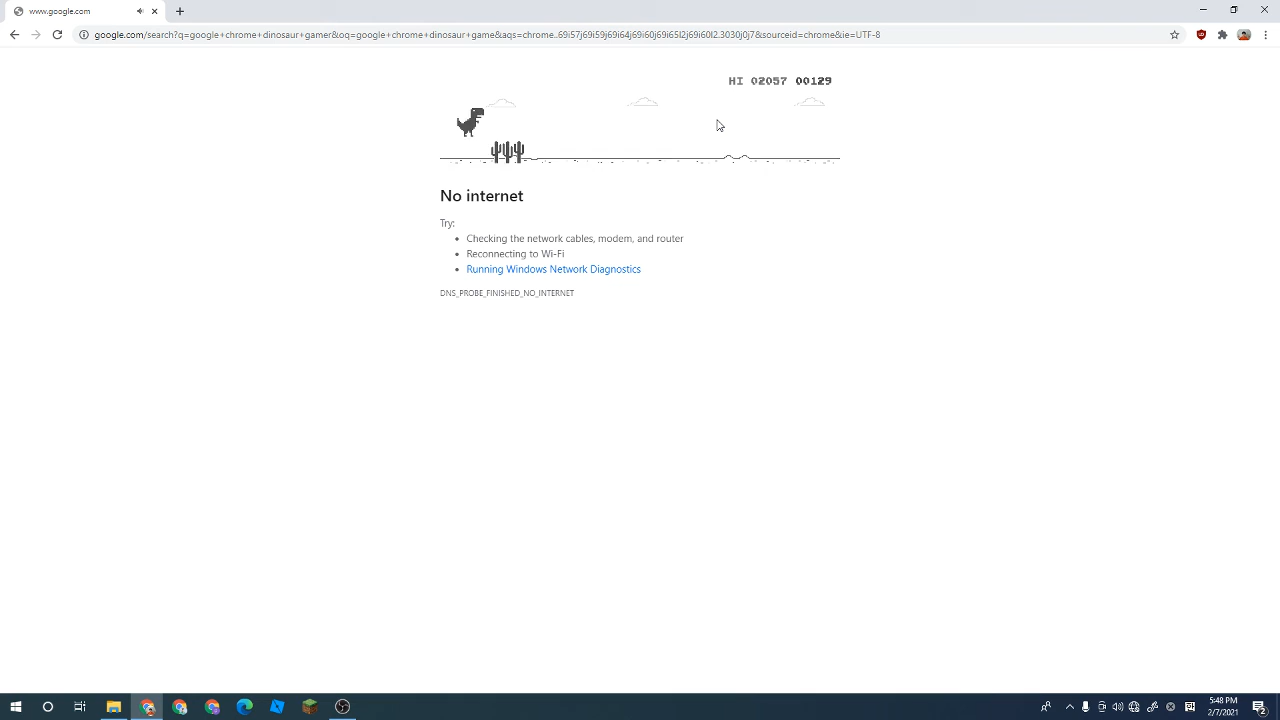 www.google.com
google.com/search?q=google+chrome+dinosaur+gamer&oq=google+chrome+dinosaur+game&aqs=chrome..69i57j69i59j69i64j69i60j69i65l2j69i60l2.3030j0j7&sourceid=chrome&ie=UTF-8
HI 02057 00129
No internet
Try:
Checking the network cables, modem, and router
Reconnecting to Wi-Fi
Running Windows Network Diagnostics
DNS_PROBE_FINISHED_NO_INTERNET
5:48 PM
2/7/2021